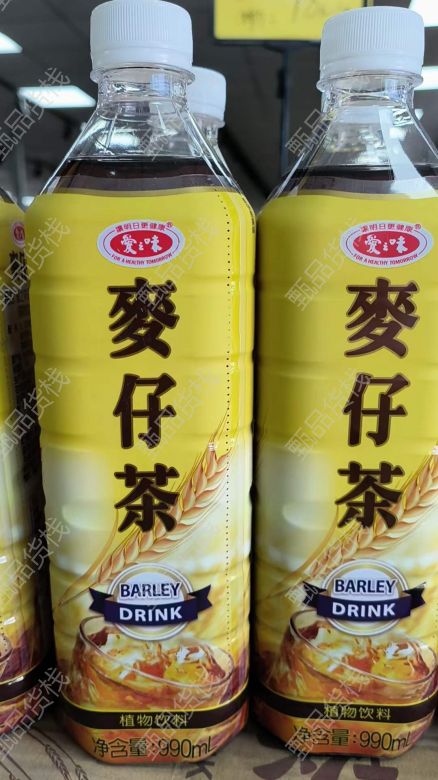 讓明日更健康
愛之味
FOR A HEALTHY TOMORROW
麥仔茶
BARLEY
DRINK
植物饮料
净含量:990mL
讓明日更健康
愛之味
FOR A HEALTHY TOMORROW
麥仔茶
BARLEY
DRINK
植物饮料
净含量:990mL
甄品货栈